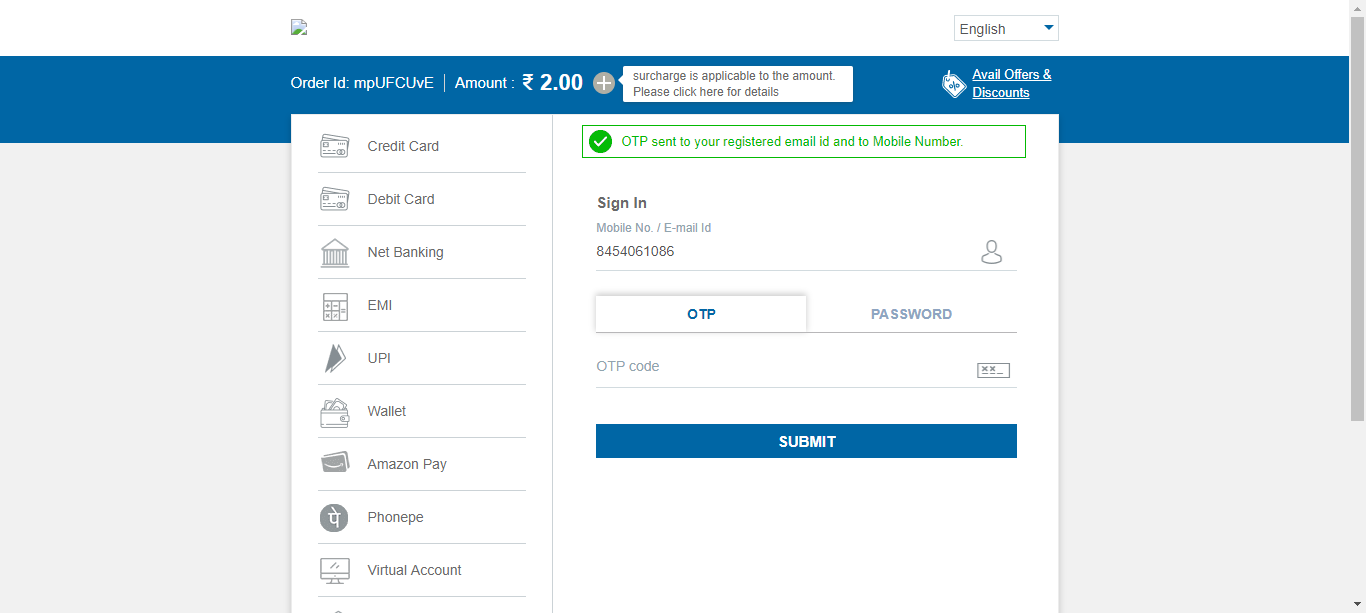 English
Order Id: mpUFCUvE
Amount : ₹ 2.00
surcharge is applicable to the amount.
Please click here for details
Avail Offers &
Discounts
Credit Card
Debit Card
Net Banking
EMI
UPI
Wallet
Amazon Pay
Phonepe
Virtual Account
OTP sent to your registered email id and to Mobile Number.
Sign In
Mobile No. / E-mail Id
8454061086
OTP
PASSWORD
OTP code
SUBMIT